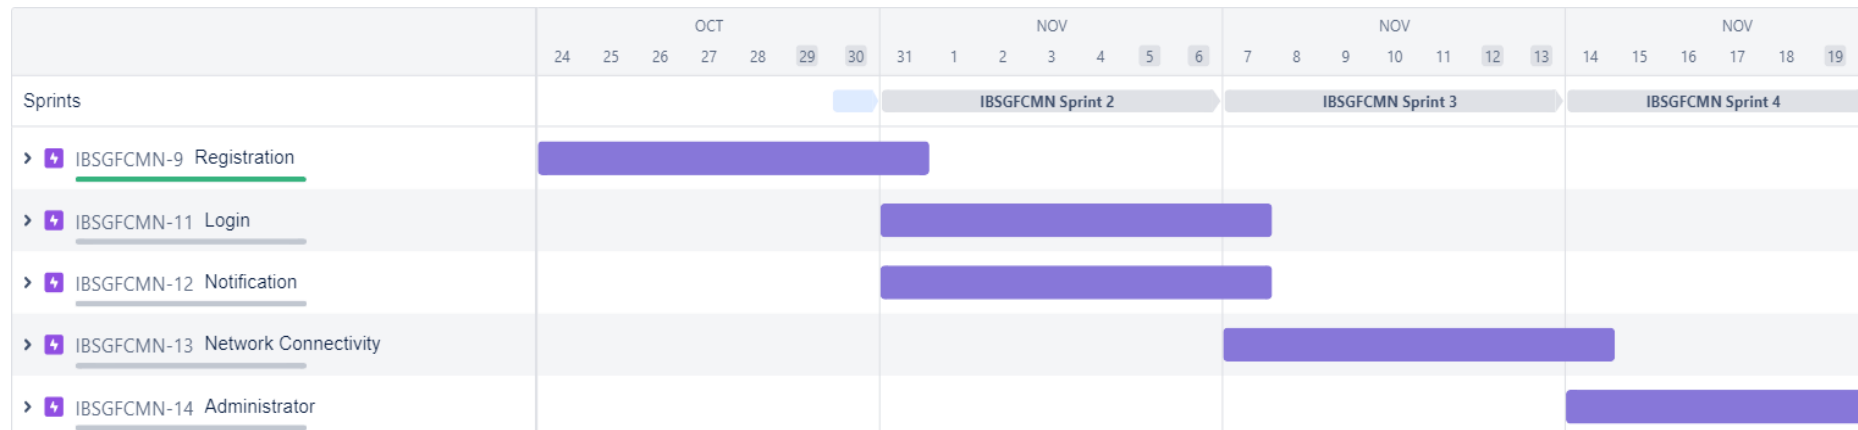 OCT NOV NOV NOV
24 25 26 27 28 29 30 31 1 2 3 4 5 6 7 8 9 10 11 12 13 14 15 16 17 18 19
Sprints IBSGFCMN Sprint 2 IBSGFCMN Sprint 3 IBSGFCMN Sprint 4
IBSGFCMN-9 Registration
IBSGFCMN-11 Login
IBSGFCMN-12 Notification
IBSGFCMN-13 Network Connectivity
IBSGFCMN-14 Administrator